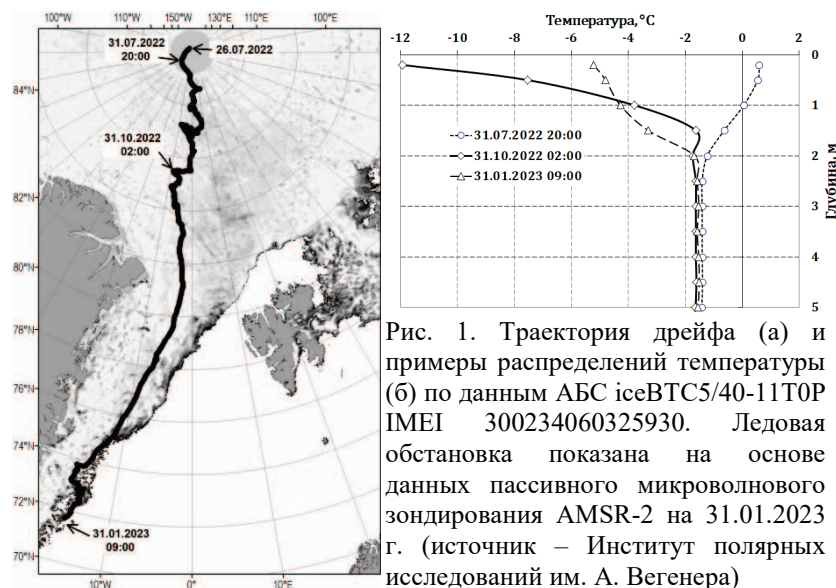 100°W 110°W 150°W 130°E 110°E 100°E
31.07.2022
20:00
26.07.2022
84°N
31.10.2022
02:00
82°N
80°N
78°N
76°N
74°N
72°N
70°N
31.01.2023
09:00
10°W 0° 10°E
Температура,°С
-12 -10 -8 -6 -4 -2 0 2
0
1
2
3
4
5
Глубина, м
31.07.2022 20:00
31.10.2022 02:00
31.01.2023 09:00
Рис. 1. Траектория дрейфа (а) и
примеры распределений температуры
(б) по данным АБС iceBTC5/40-11T0P
IMEI 300234060325930. Ледовая
обстановка показана на основе
данных пассивного микроволнового
зондирования AMSR-2 на 31.01.2023
г. (источник – Институт полярных
исследований им. А. Вегенера)